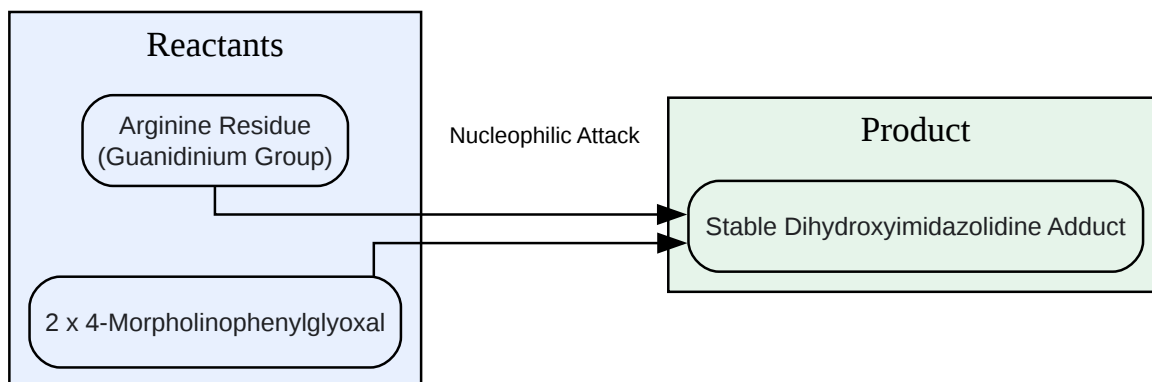 Reactants
Arginine Residue
(Guanidinium Group)
2 x 4-Morpholinophenylglyoxal
Nucleophilic Attack
Product
Stable Dihydroxyimidazolidine Adduct